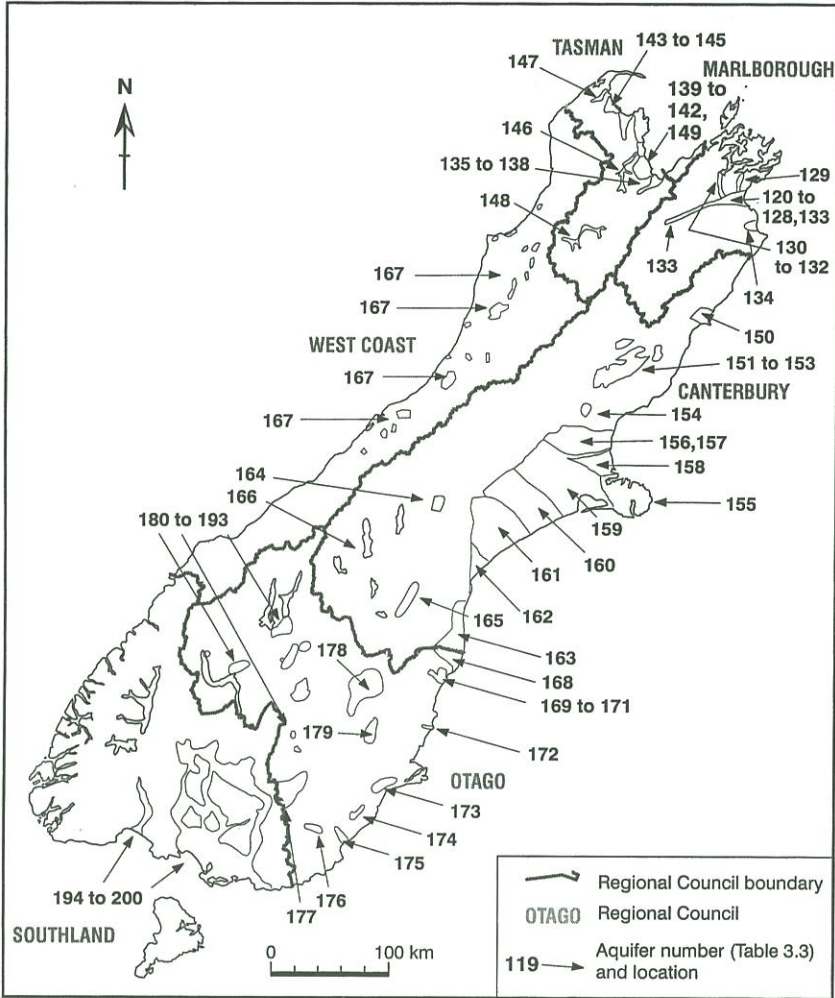 TASMAN
143 to 145
147
MARLBOROUGH
N
139 to
142,
149
146
135 to 138
129
120 to
128,133
148
130
to 132
133
134
167
167
150
WEST COAST
151 to 153
167
CANTERBURY
154
167
156,157
158
164
166
155
159
180 to 193
160
161
162
165
163
178
168
169 to 171
179
172
OTAGO
173
174
175
194 to 200
176
177
SOUTHLAND
0 100 km
Regional Council boundary
OTAGO Regional Council
119 Aquifer number (Table 3.3)
and location